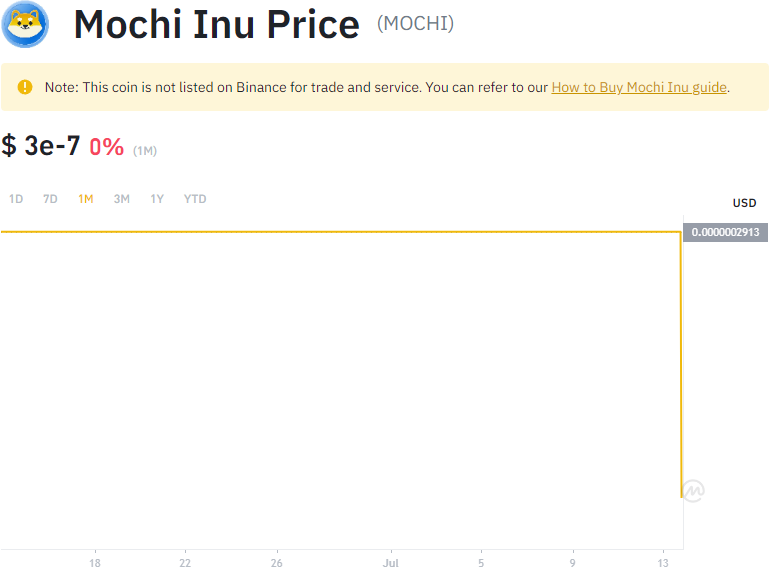 Mochi Inu Price (MOCHI)
Note: This coin is not listed on Binance for trade and service. You can refer to our How to Buy Mochi Inu guide.
$ 3e-7 0% (1M)
1D 7D 1M 3M 1Y YTD
USD
0.0000002913
18 22 26 Jul 5 9 13